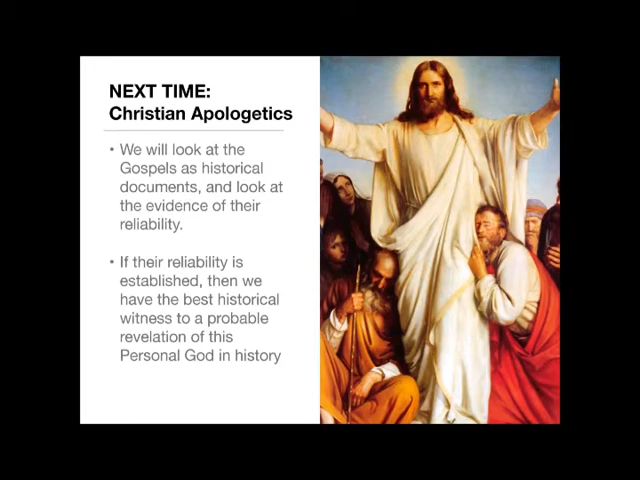 NEXT TIME:
Christian Apologetics
• We will look at the
Gospels as historical
documents, and look at
the evidence of their
reliability.
• If their reliability is
established, then we
have the best historical
witness to a probable
revelation of this
Personal God in history